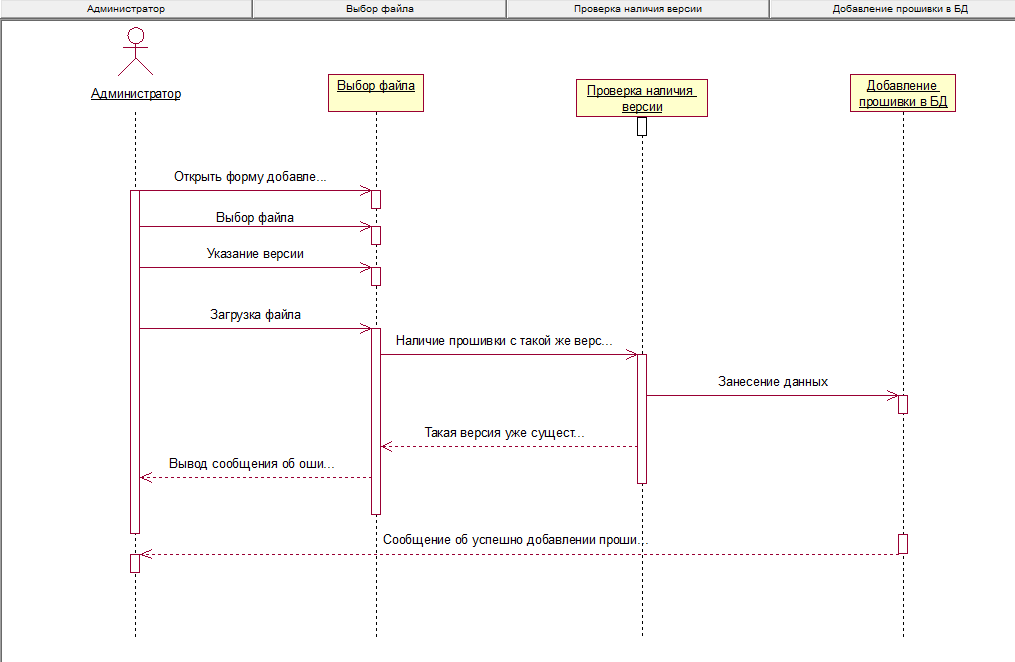 Администратор
Выбор файла
Проверка наличия версии
Добавление прошивки в БД
Администратор
Выбор файла
Проверка наличия
версии
Добавление
прошивки в БД
Открыть форму добавле...
Выбор файла
Указание версии
Загрузка файла
Наличие прошивки с такой же верс...
Занесение данных
Такая версия уже сущест...
Вывод сообщения об оши...
Сообщение об успешно добавлении проши...